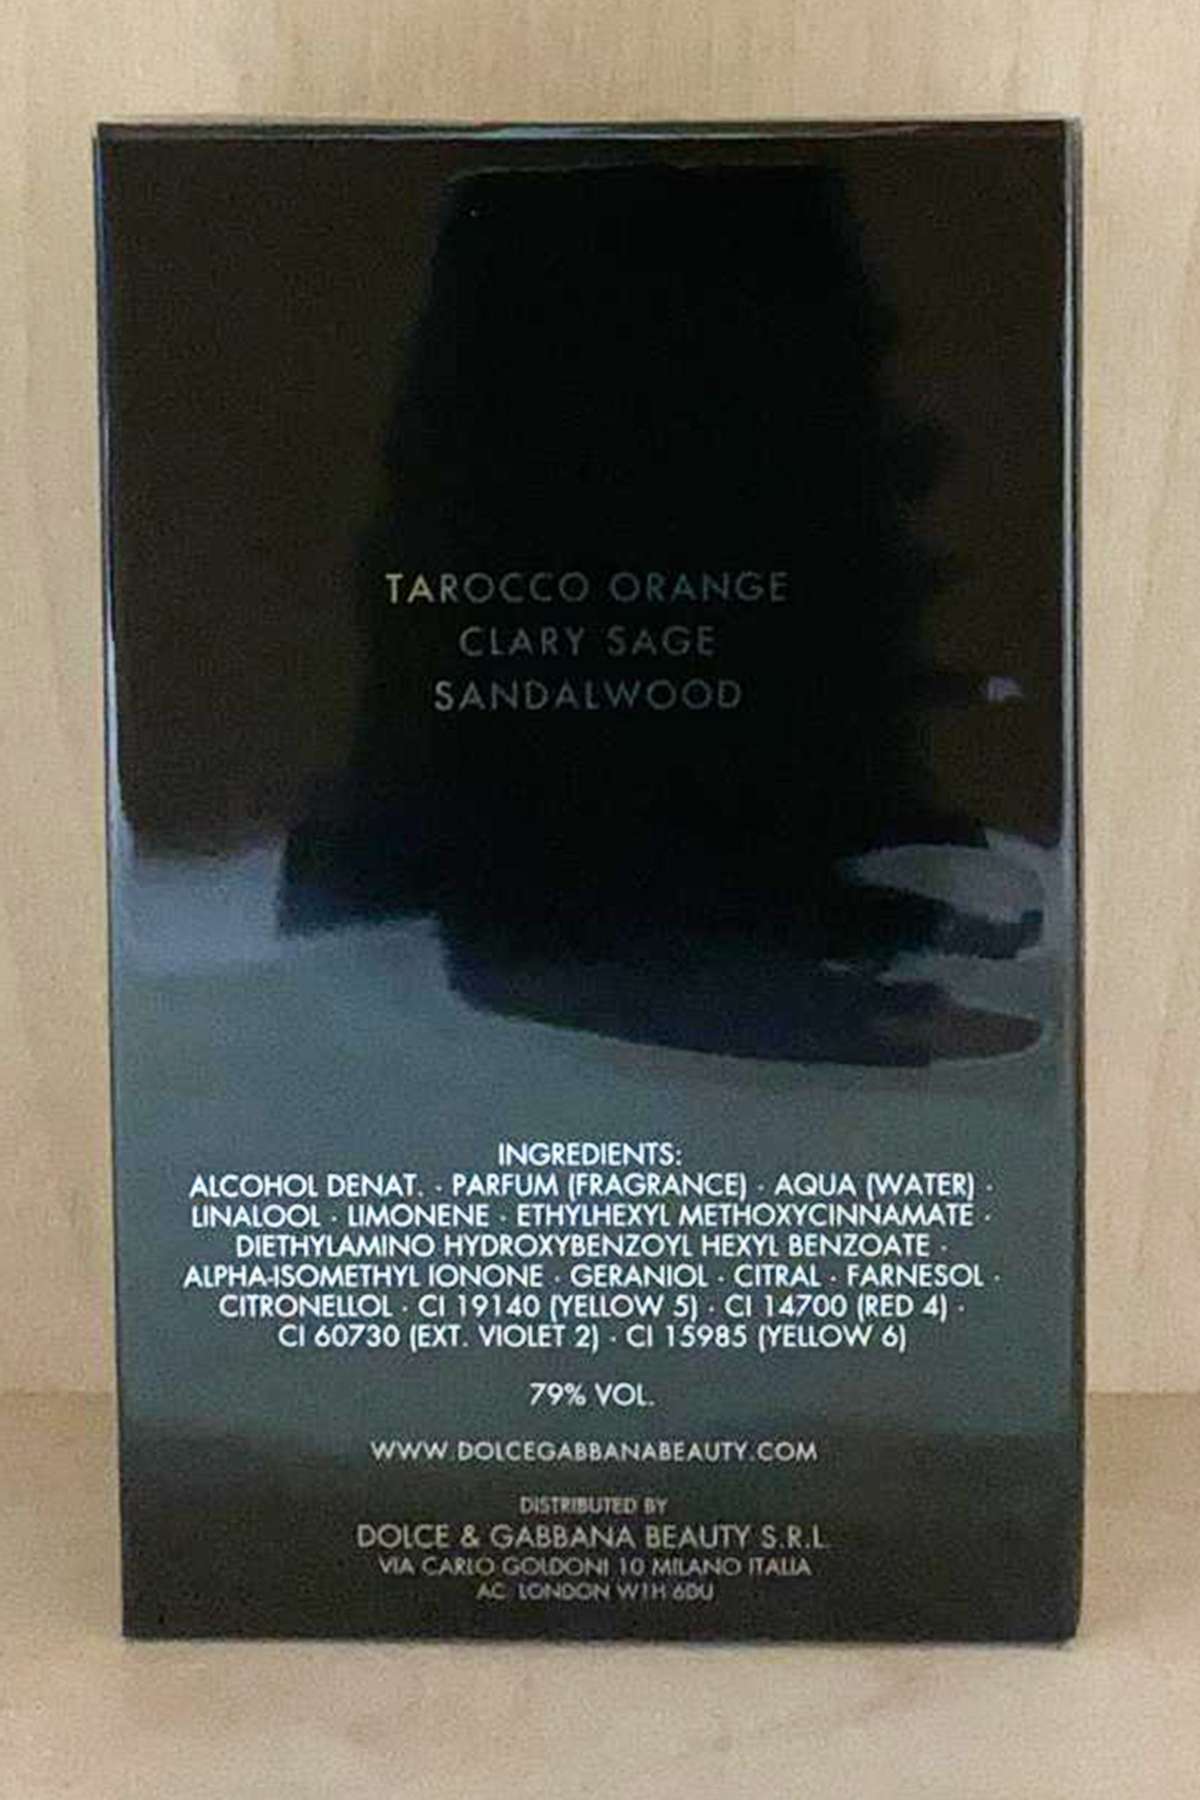 TAROCCO ORANGE
CLARY SAGE
SANDALWOOD
INGREDIENTS:
ALCOHOL DENAT. · PARFUM (FRAGRANCE) · AQUA (WATER) ·
LINALOOL · LIMONENE · ETHYLHEXYL METHOXYCINNAMATE ·
DIETHYLAMINO HYDROXYBENZOYL HEXYL BENZOATE ·
ALPHA-ISOMETHYL IONONE · GERANIOL · CITRAL · FARNESOL ·
CITRONELLOL · CI 19140 (YELLOW 5) · CI 14700 (RED 4) ·
CI 60730 (EXT. VIOLET 2) · CI 15985 (YELLOW 6)
79% VOL.
WWW.DOLCEGABBANABEAUTY.COM
DISTRIBUTED BY
DOLCE & GABBANA BEAUTY S.R.L.
VIA CARLO GOLDONI 10 MILANO ITALIA
AC. LONDON W1H 6DU